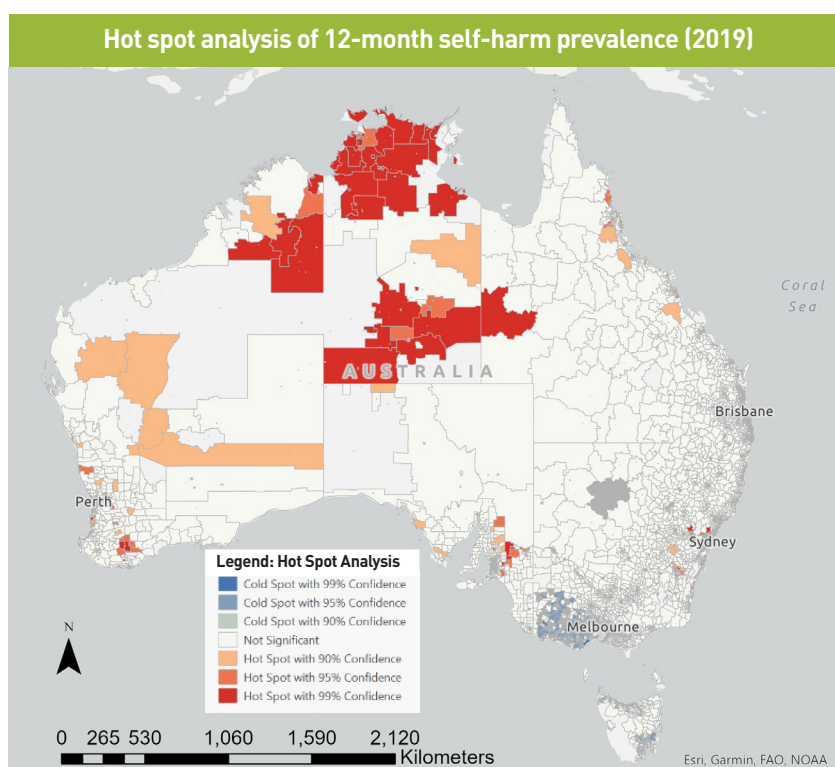 Hot spot analysis of 12-month self-harm prevalence (2019)
Coral
Sea
AUSTRALIA
Brisbane
Perth
Sydney
Legend: Hot Spot Analysis
Cold Spot with 99% Confidence
Cold Spot with 95% Confidence
Cold Spot with 90% Confidence
Not Significant
Hot Spot with 90% Confidence
Hot Spot with 95% Confidence
Hot Spot with 99% Confidence
Melbourne
N
0 265 530 1,060 1,590 2,120
Kilometers
Esri, Garmin, FAO, NOAA